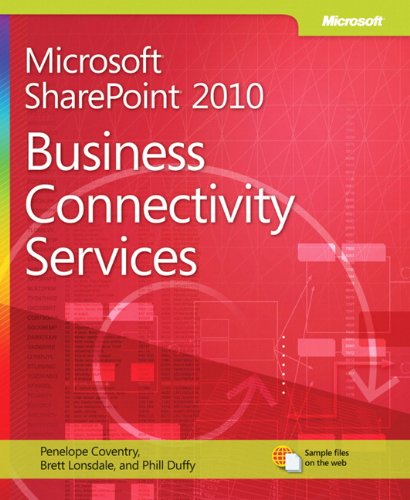 Microsoft
Microsoft
SharePoint 2010
Business
Connectivity
Services
Penelope Coventry,
Brett Lonsdale, and Phill Duffy
Sample files
on the web